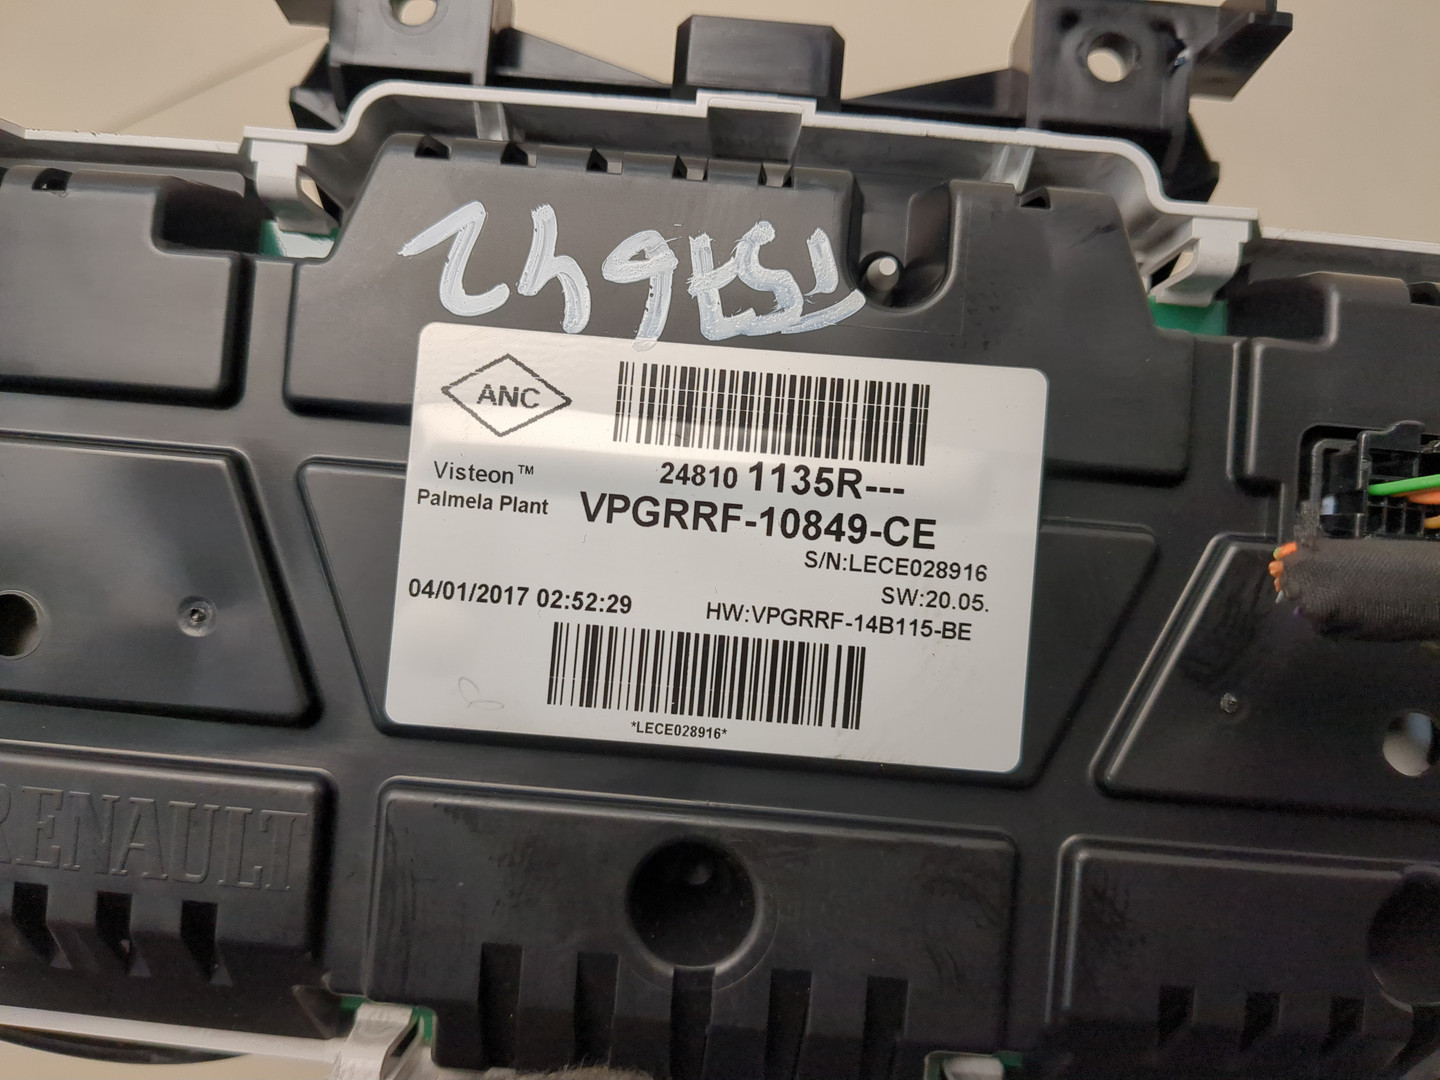 ANC
24810 1135R---
Visteon™
Palmela Plant
VPGRRF-10849-CE
S/N:LECE028916
SW:20.05.
04/01/2017 02:52:29
HW:VPGRRF-14B115-BE
*LECE028916*
RENAULT